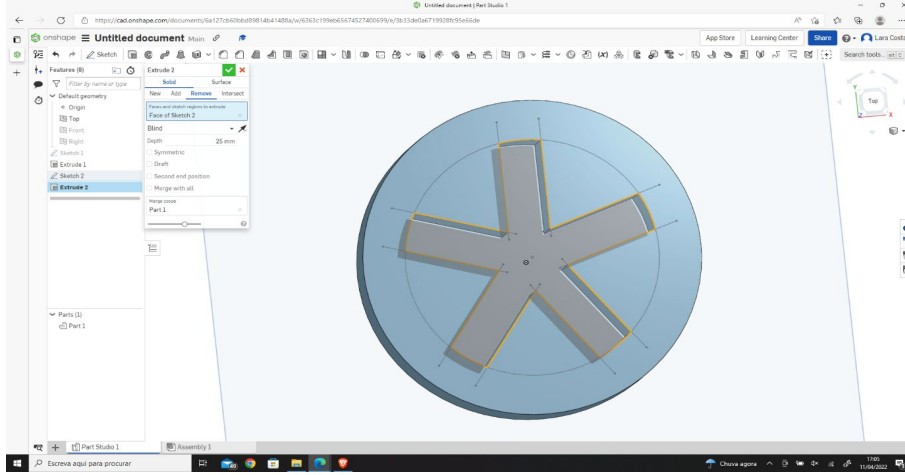 Untitled document | Part Studio 1
https://cad.onshape.com/documents/6a127cb60bbd89814b41488a/w/6363c199eb65674527400699/e/3b33de0a6719928fc95e66de
onshape Untitled document Main
App Store Learning Center Share Lara Costa
Sketch Search tools...
Features (8)
Filter by name or type
Default geometry
Origin
Top
Front
Right
Sketch 1
Extrude 1
Sketch 2
Extrude 2
Extrude 2
Solid Surface
New Add Remove Intersect
Faces and sketch regions to extrude
Face of Sketch 2
Blind
Depth 25 mm
Symmetric
Draft
Second end position
Merge with all
Merge scope
Part 1
Top
Y
Z X
Parts (1)
Part 1
Part Studio 1 Assembly 1
Escreva aqui para procurar
Chuva agora
17:05
11/04/2022